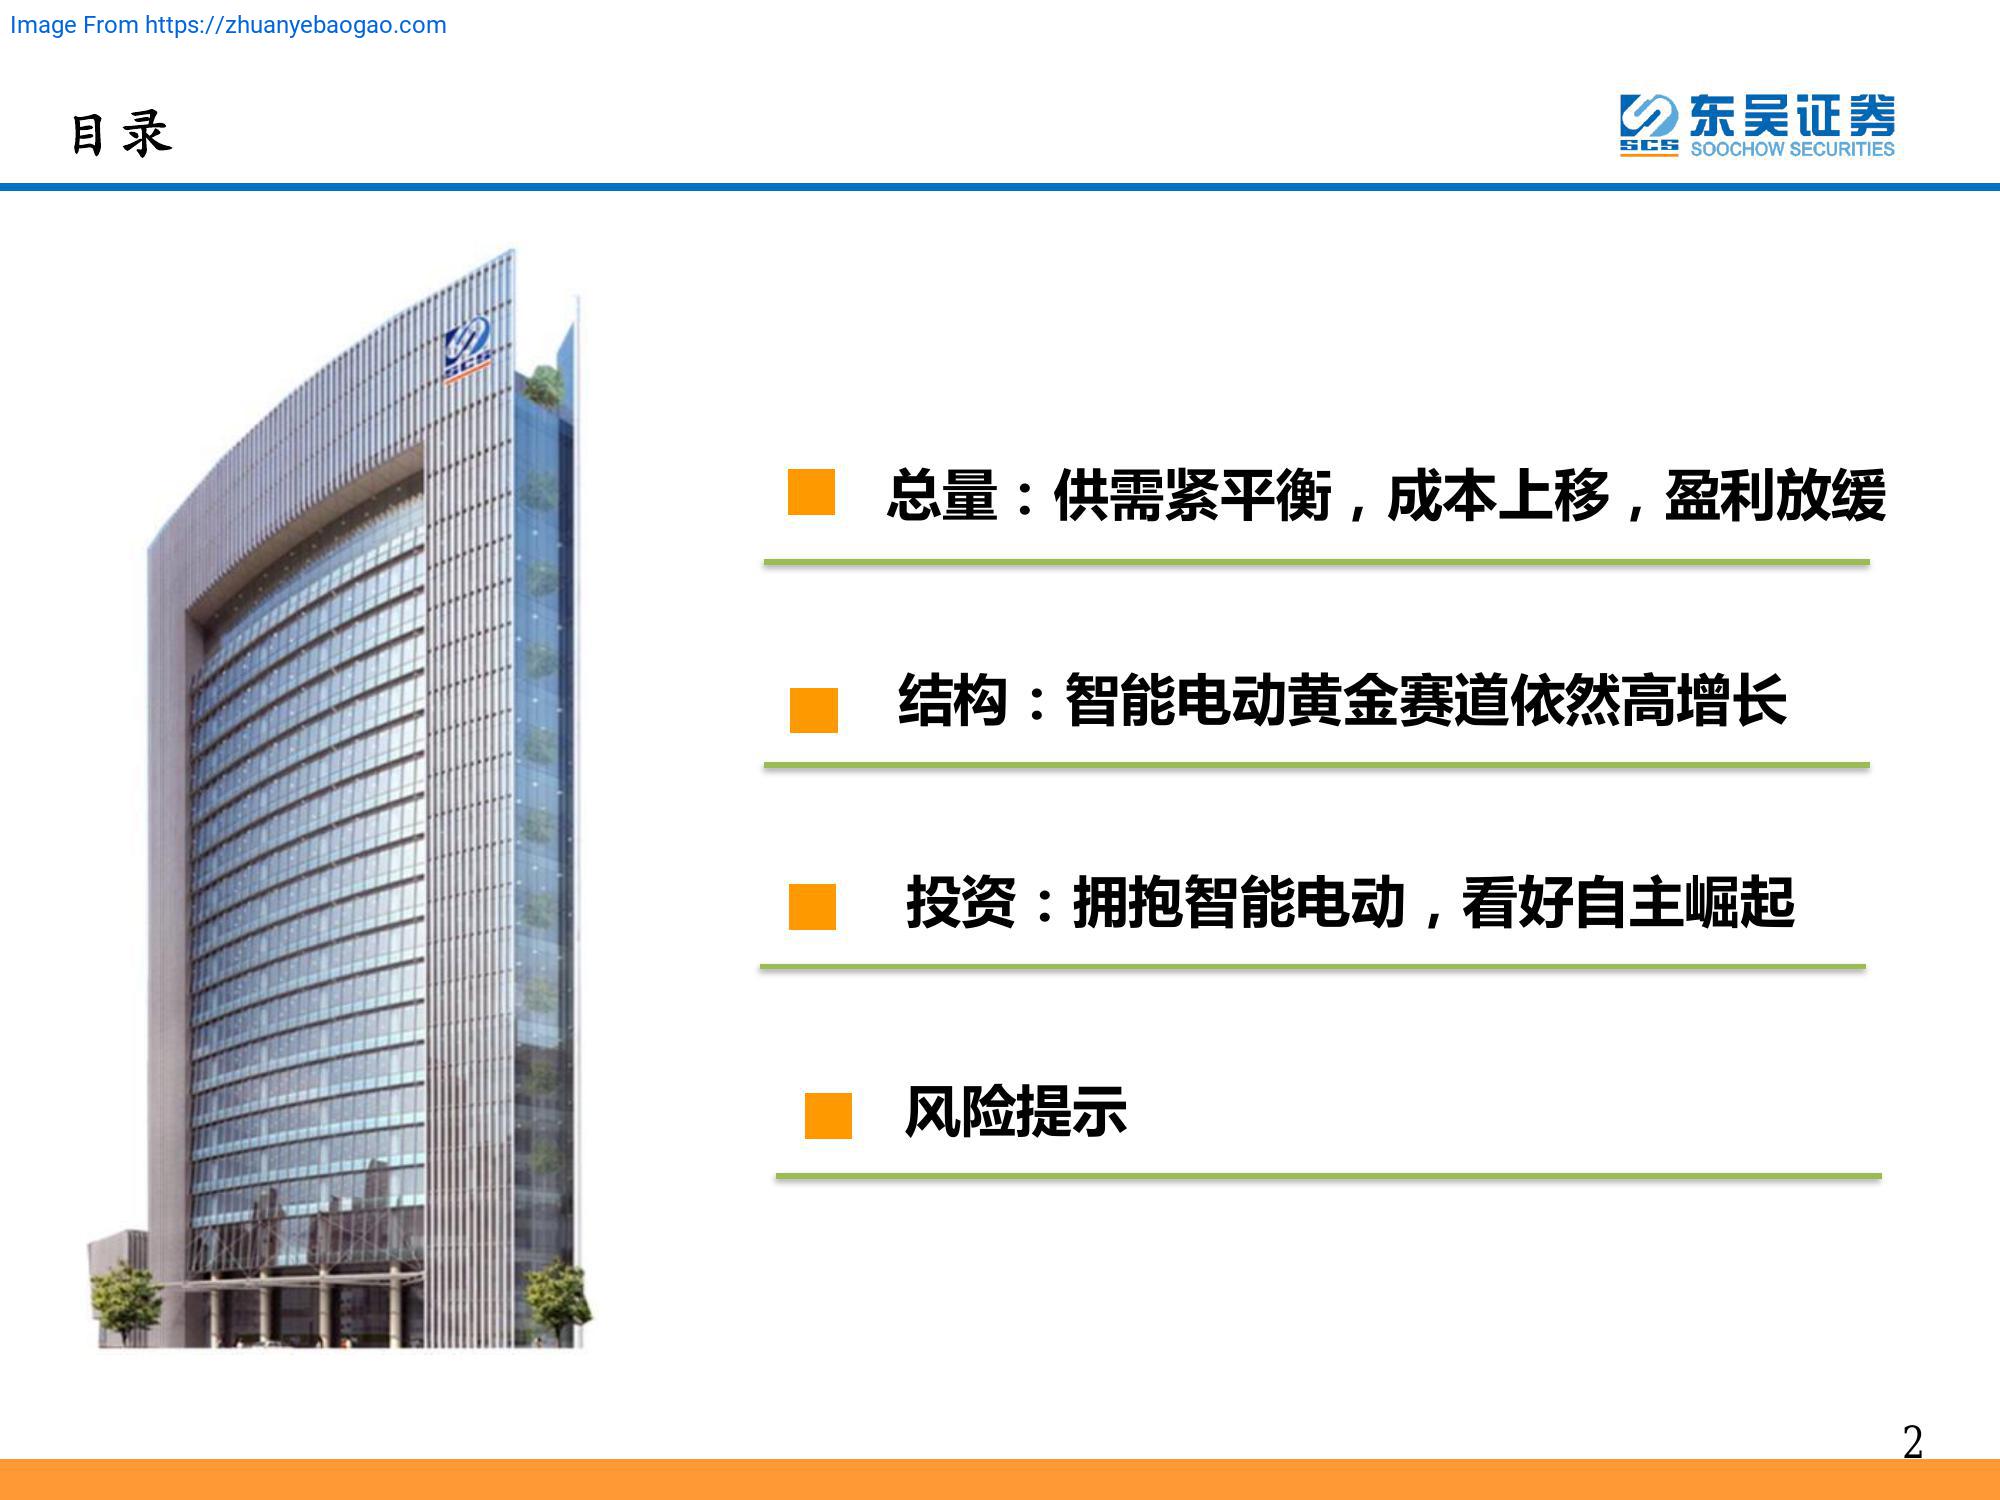 Image From https://zhuanyebaogao.com
目录
东吴证券
SCS
SOOCHOW SECURITIES
SCS
总量：供需紧平衡，成本上移，盈利放缓
结构：智能电动黄金赛道依然高增长
投资：拥抱智能电动，看好自主崛起
风险提示
2